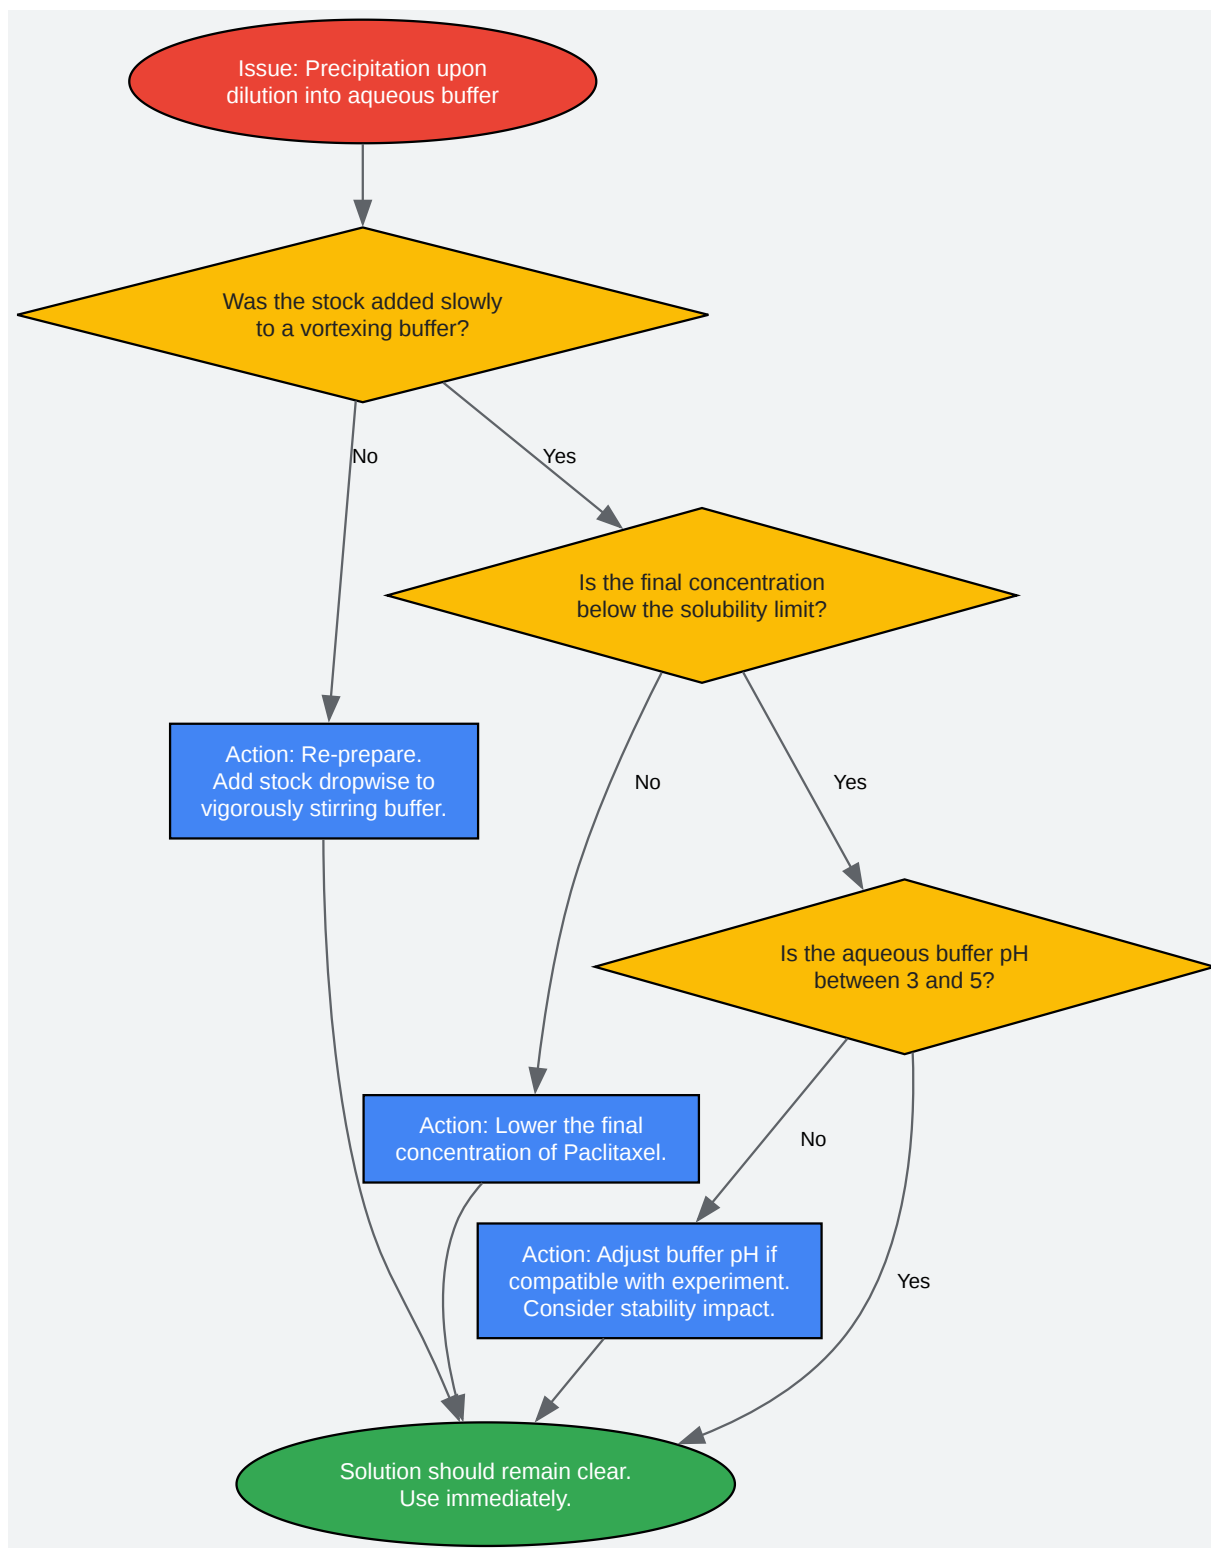 Issue: Precipitation upon
dilution into aqueous buffer
Was the stock added slowly
to a vortexing buffer?
No
Yes
Is the final concentration
below the solubility limit?
Action: Re-prepare.
Add stock dropwise to
vigorously stirring buffer.
No
Yes
Is the aqueous buffer pH
between 3 and 5?
Action: Lower the final
concentration of Paclitaxel.
No
Action: Adjust buffer pH if
compatible with experiment.
Consider stability impact.
Yes
Solution should remain clear.
Use immediately.